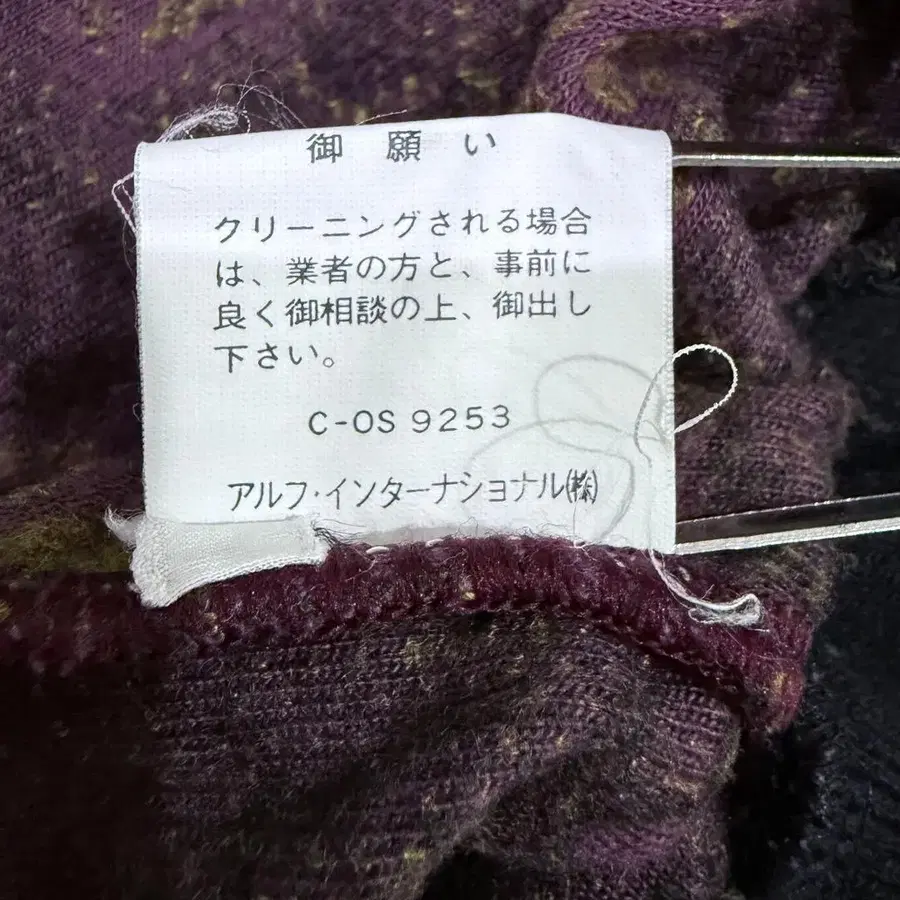 御願い
クリーニングされる場合
は、業者の方と、事前に
良く御相談の上、御出し
下さい。
C-OS 9253
アルフ・インターナショナル㈱